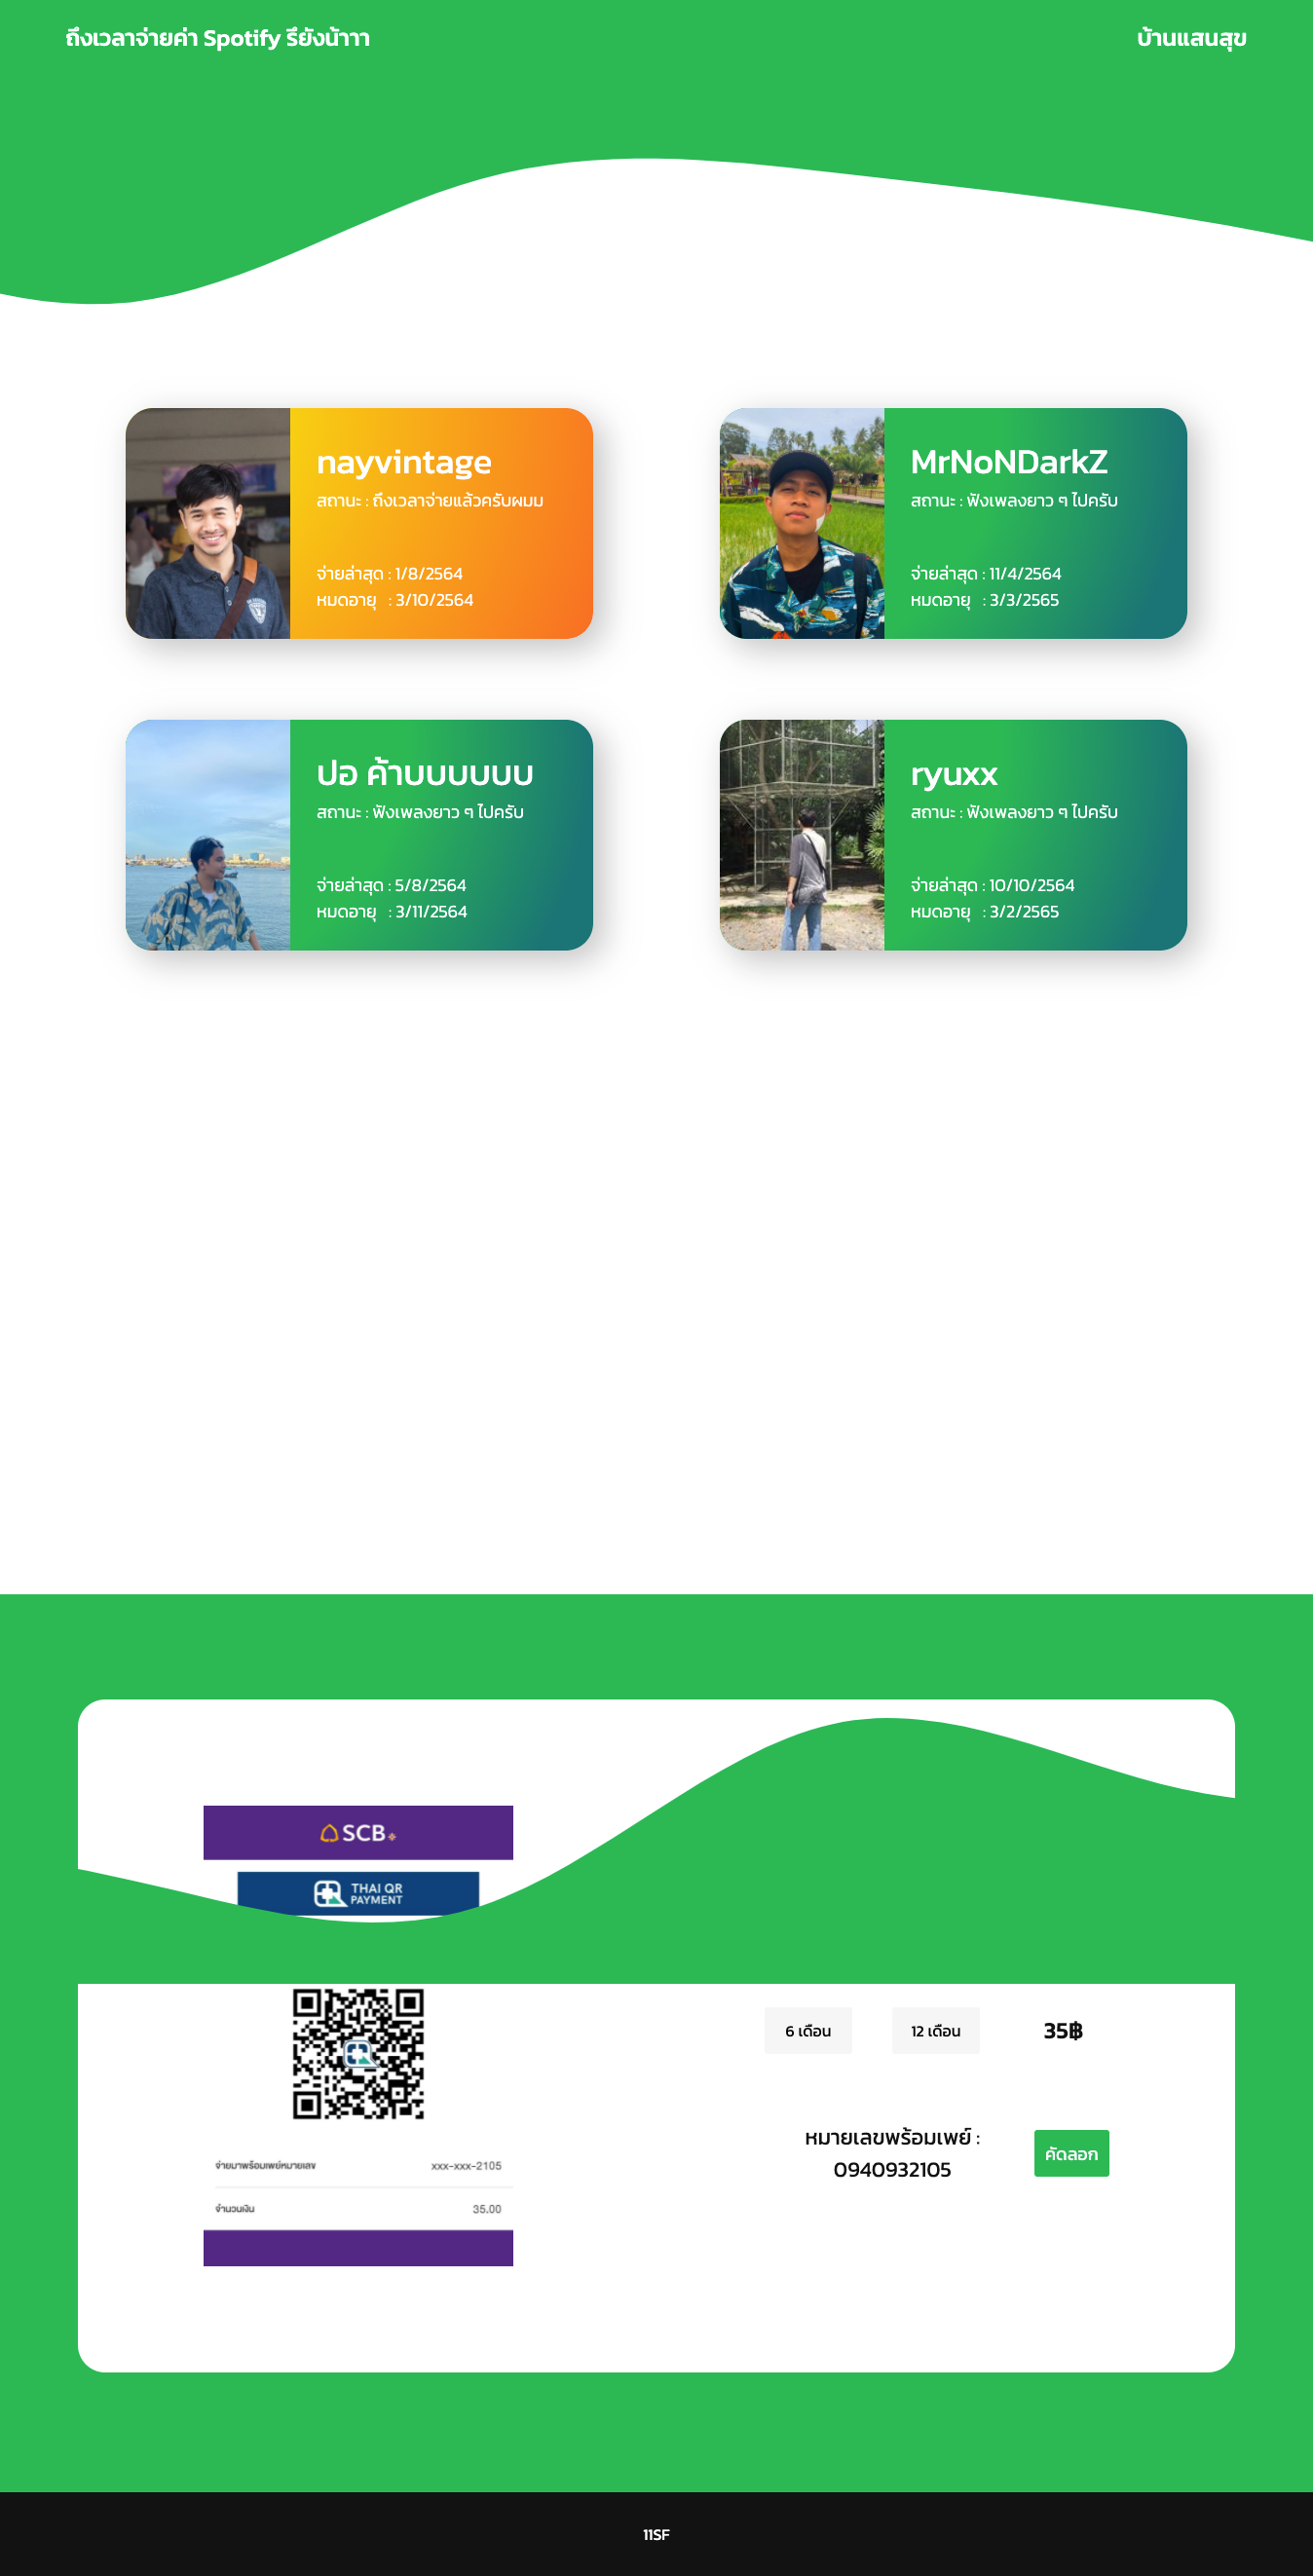 ถึงเวลาจ่ายค่า Spotify รึยังน้าาา
บ้านแสนสุข
nayvintage
สถานะ : ถึงเวลาจ่ายแล้วครับผมม
จ่ายล่าสุด : 1/8/2564
หมดอายุ : 3/10/2564
MrNoNDarkZ
สถานะ : ฟังเพลงยาว ๆ ไปครับ
จ่ายล่าสุด : 11/4/2564
หมดอายุ : 3/3/2565
ปอ ค้าบบบบบบ
สถานะ : ฟังเพลงยาว ๆ ไปครับ
จ่ายล่าสุด : 5/8/2564
หมดอายุ : 3/11/2564
ryuxx
สถานะ : ฟังเพลงยาว ๆ ไปครับ
จ่ายล่าสุด : 10/10/2564
หมดอายุ : 3/2/2565
SCB
THAI QR
PAYMENT
6 เดือน
12 เดือน
35฿
หมายเลขพร้อมเพย์ :
0940932105
คัดลอก
จ่ายมาพร้อมเพย์หมายเลข
xxx-xxx-2105
จำนวนเงิน
35.00
11SF